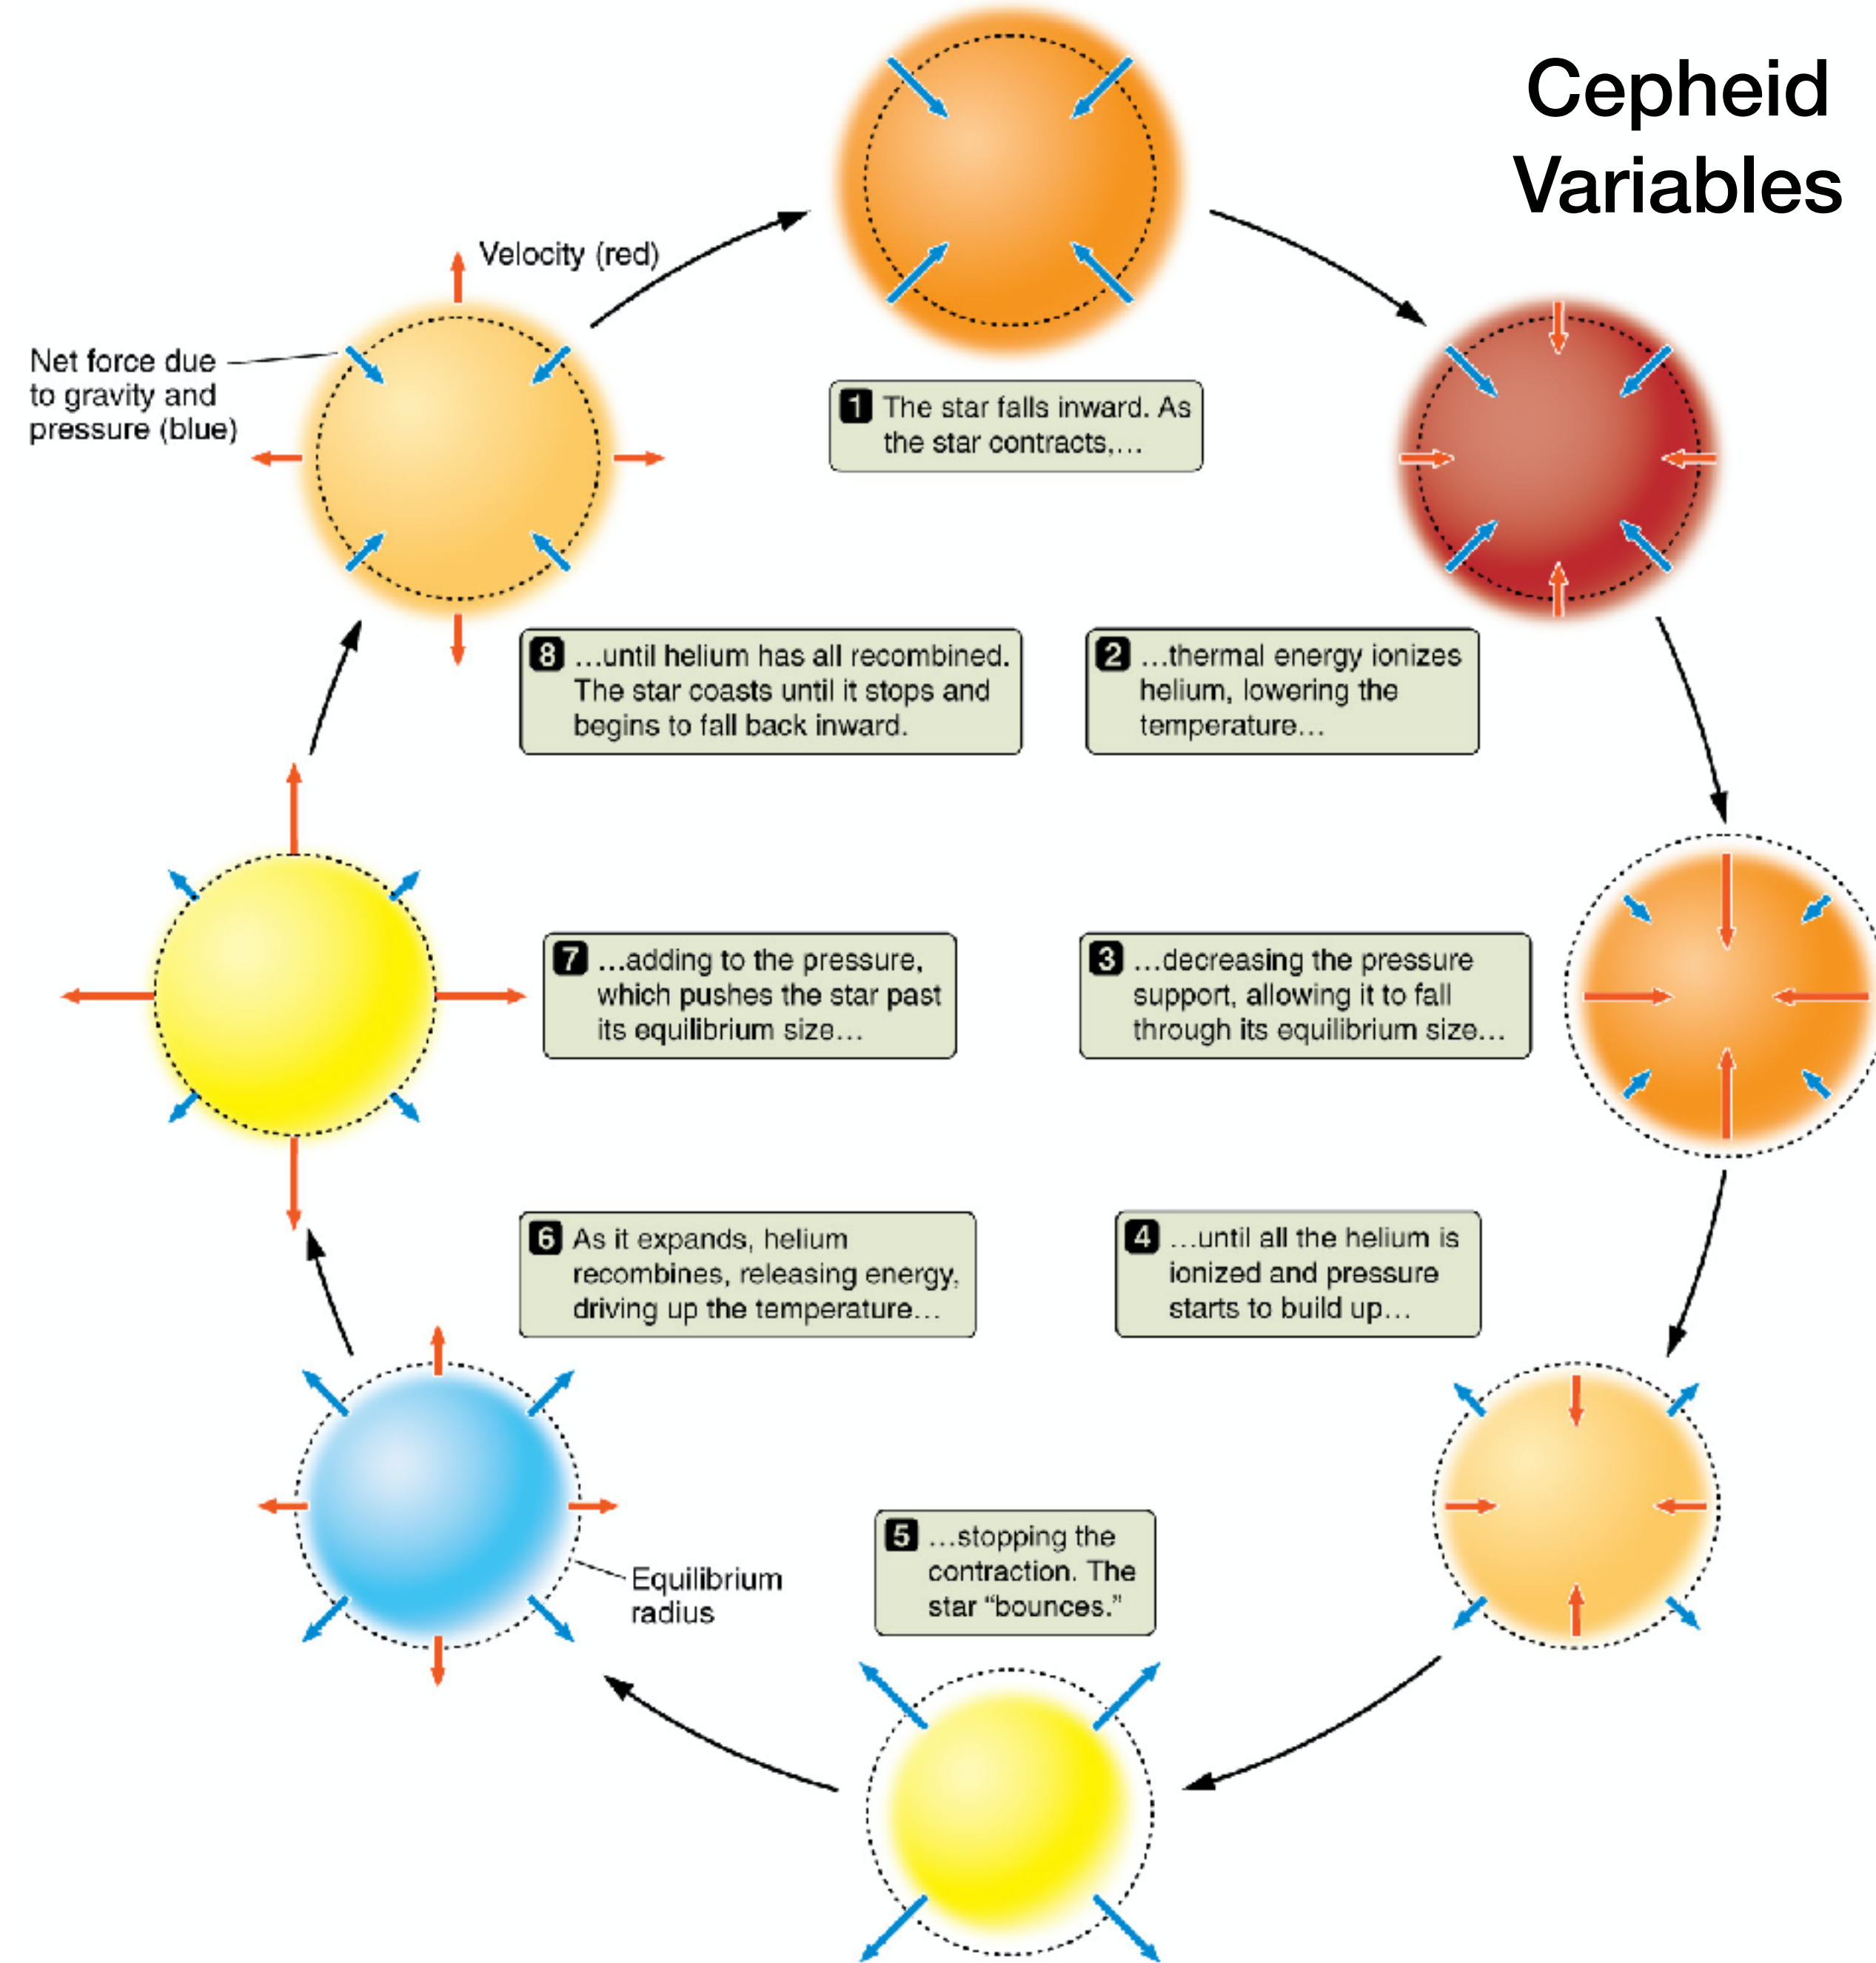 Cepheid
Variables
Velocity (red)
Net force due
to gravity and
pressure (blue)
1 The star falls inward. As
the star contracts,…
2 …thermal energy ionizes
helium, lowering the
temperature…
3 …decreasing the pressure
support, allowing it to fall
through its equilibrium size…
4 …until all the helium is
ionized and pressure
starts to build up…
5 …stopping the
contraction. The
star “bounces.”
6 As it expands, helium
recombines, releasing energy,
driving up the temperature…
7 …adding to the pressure,
which pushes the star past
its equilibrium size…
8 …until helium has all recombined.
The star coasts until it stops and
begins to fall back inward.
Equilibrium
radius